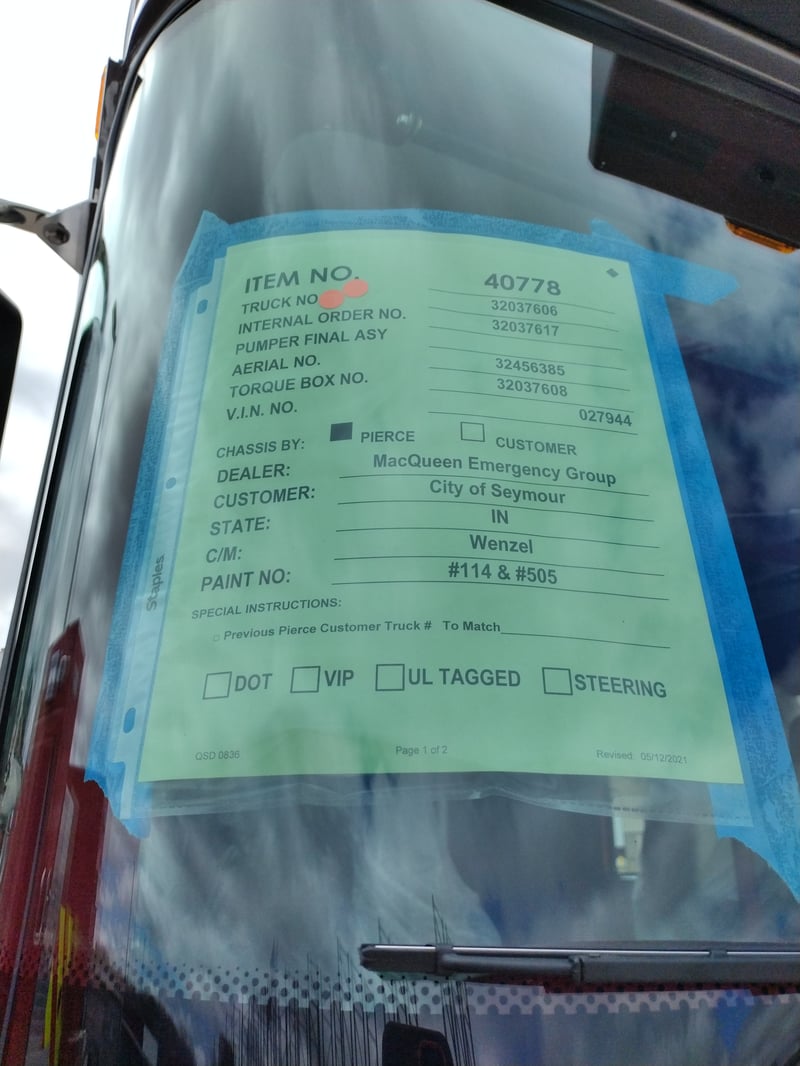 ITEM NO. 40778
TRUCK NO 32037606
INTERNAL ORDER NO. 32037617
PUMPER FINAL ASY
AERIAL NO. 32456385
TORQUE BOX NO. 32037608
V.I.N. NO. 027944
CHASSIS BY: PIERCE CUSTOMER
DEALER: MacQueen Emergency Group
CUSTOMER: City of Seymour
STATE: IN
C/M: Wenzel
PAINT NO: #114 & #505
SPECIAL INSTRUCTIONS:
Previous Pierce Customer Truck # To Match
DOT VIP UL TAGGED STEERING
QSD 0836 Page 1 of 2 Revised: 05/12/2021
Staples